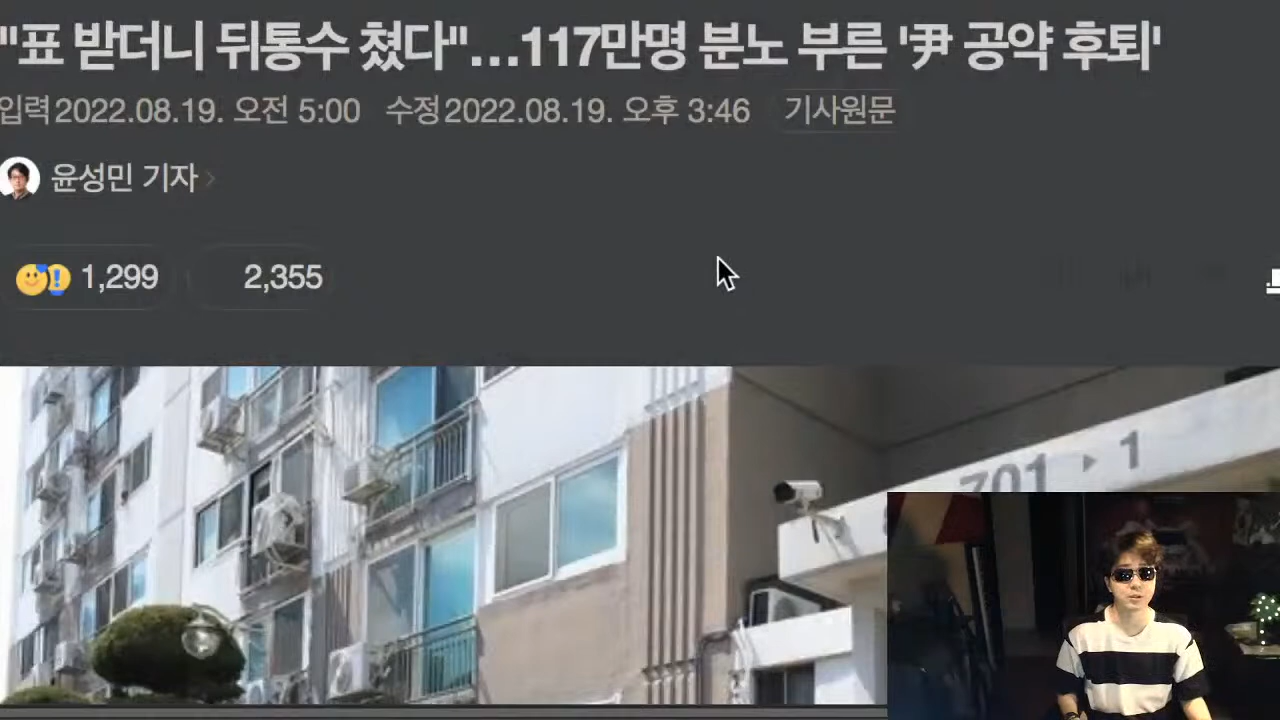 "표 받더니 뒤통수 쳤다"…117만명 분노 부른 '尹 공약 후퇴'
입력2022.08.19. 오전 5:00 수정2022.08.19. 오후 3:46 기사원문
윤성민 기자
1,299 2,355
701 ▸ 1